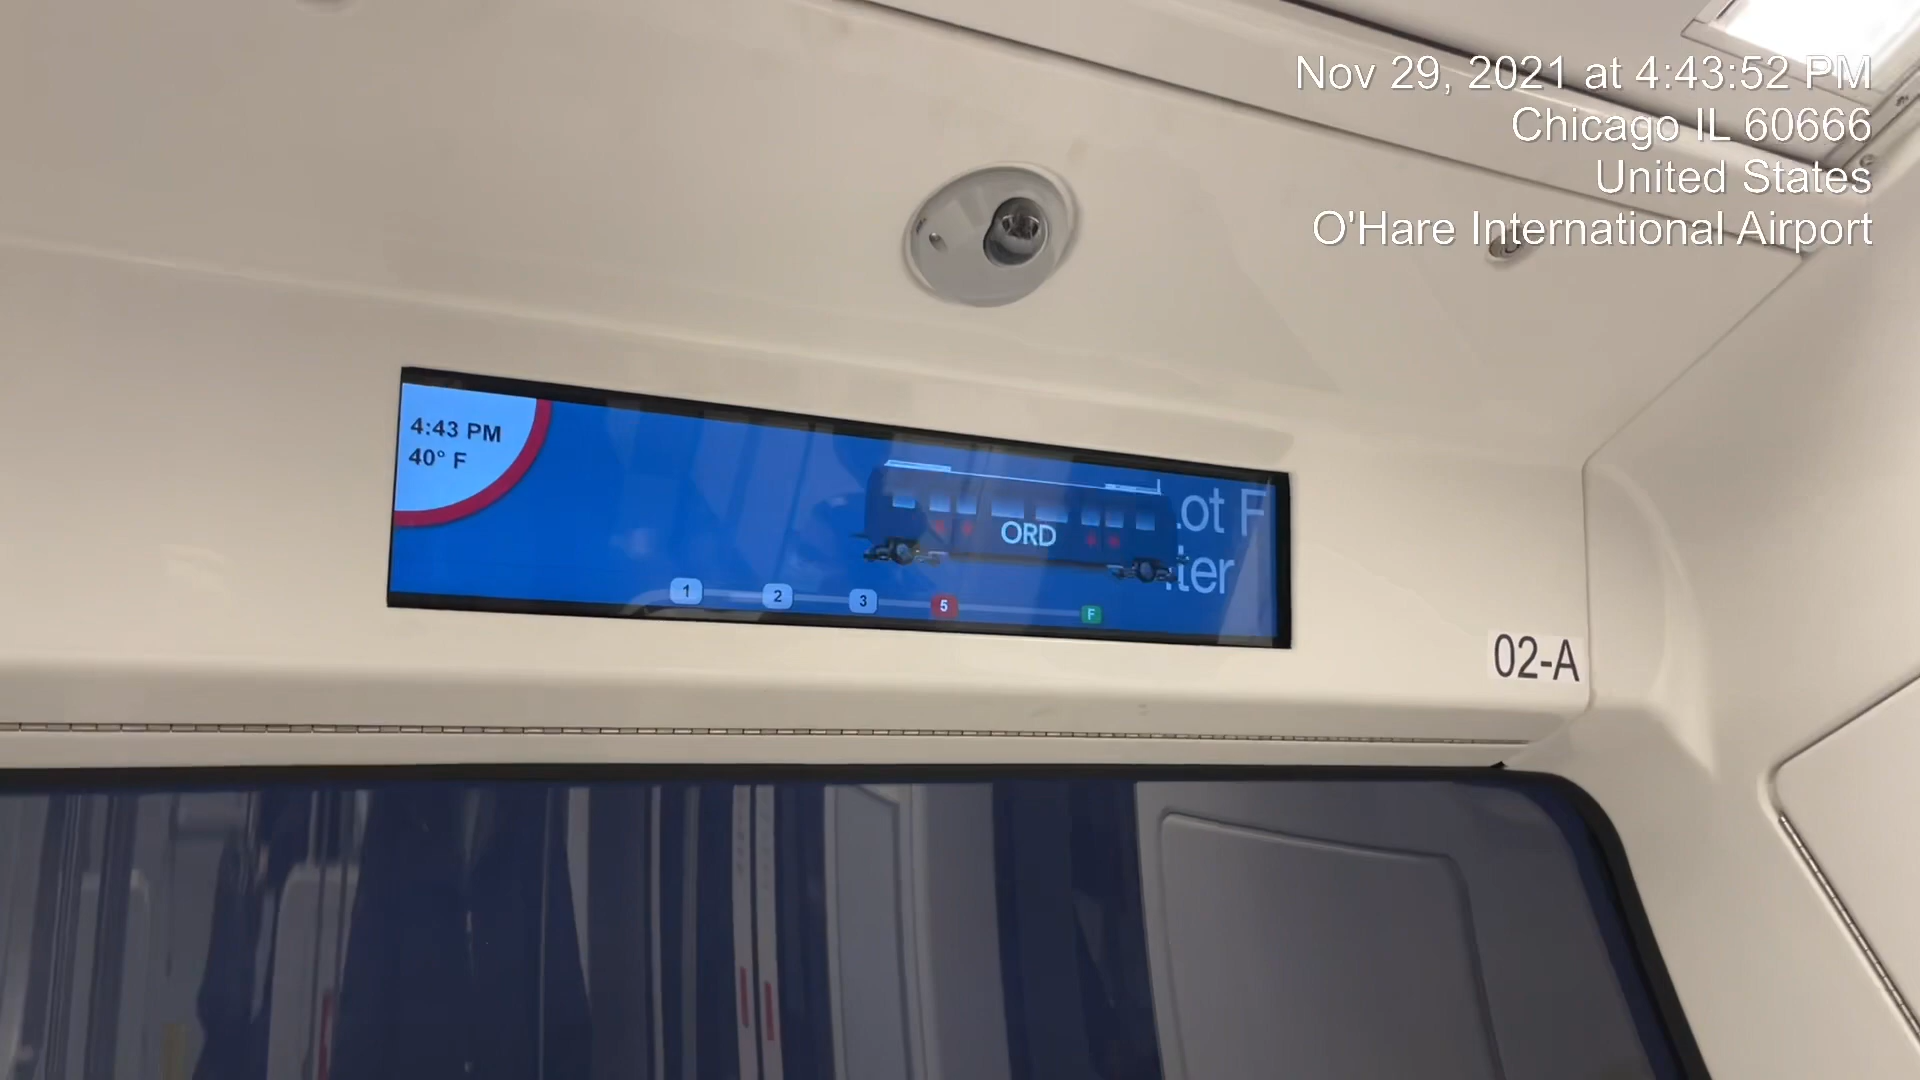 Nov 29, 2021 at 4:43:52 PM
Chicago IL 60666
United States
O'Hare International Airport
4:43 PM
40° F
ORD
F
1 2 3 5 F
02-A